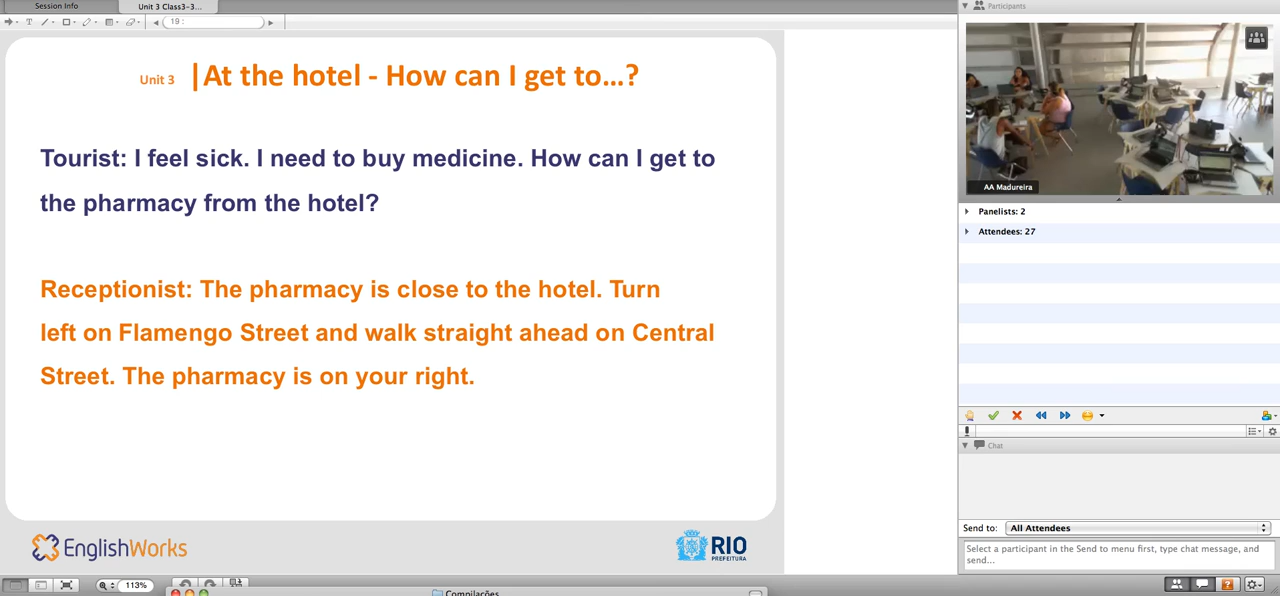 Session Info
Unit 3 Class3-3...
19 :
Participants
Unit 3 | At the hotel - How can I get to...?
Tourist: I feel sick. I need to buy medicine. How can I get to
the pharmacy from the hotel?
Receptionist: The pharmacy is close to the hotel. Turn
left on Flamengo Street and walk straight ahead on Central
Street. The pharmacy is on your right.
EnglishWorks
RIO
PREFEITURA
AA Madureira
Panelists: 2
Attendees: 27
Chat
Send to: All Attendees
Select a participant in the Send to menu first, type chat message, and
send...
113%
Compilações